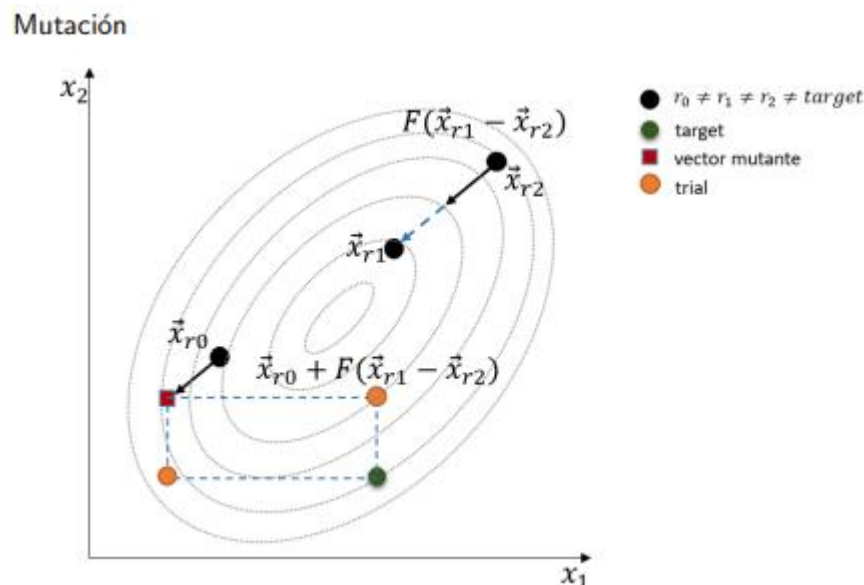 Mutación
x₂
F(x⃗_{r1} − x⃗_{r2})
x⃗_{r2}
x⃗_{r1}
x⃗_{r0}
x⃗_{r0} + F(x⃗_{r1} − x⃗_{r2})
x₁
r₀ ≠ r₁ ≠ r₂ ≠ target
target
vector mutante
trial